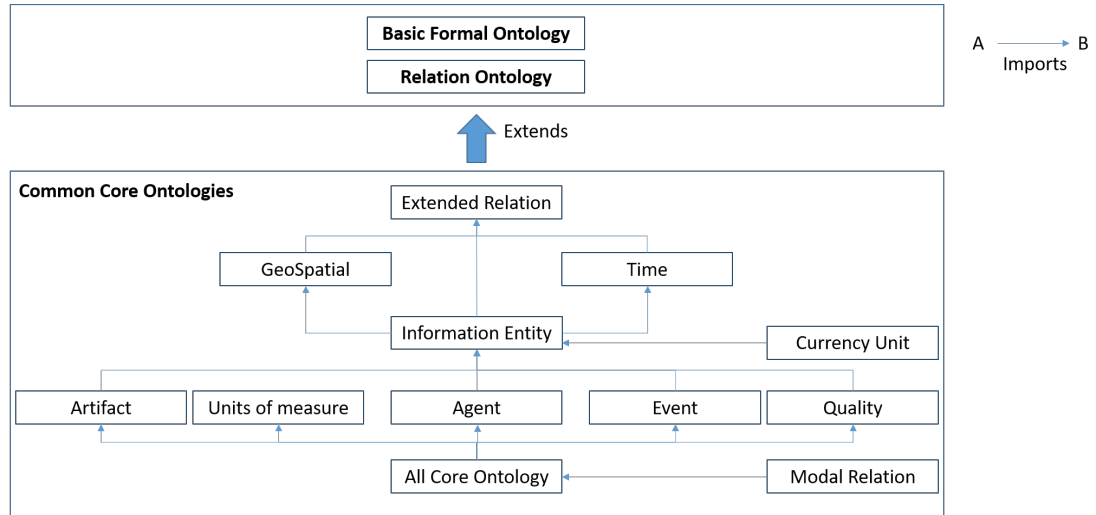 Basic Formal Ontology
Relation Ontology
A
B
Imports
Extends
Common Core Ontologies
Extended Relation
GeoSpatial
Time
Information Entity
Currency Unit
Artifact
Units of measure
Agent
Event
Quality
All Core Ontology
Modal Relation